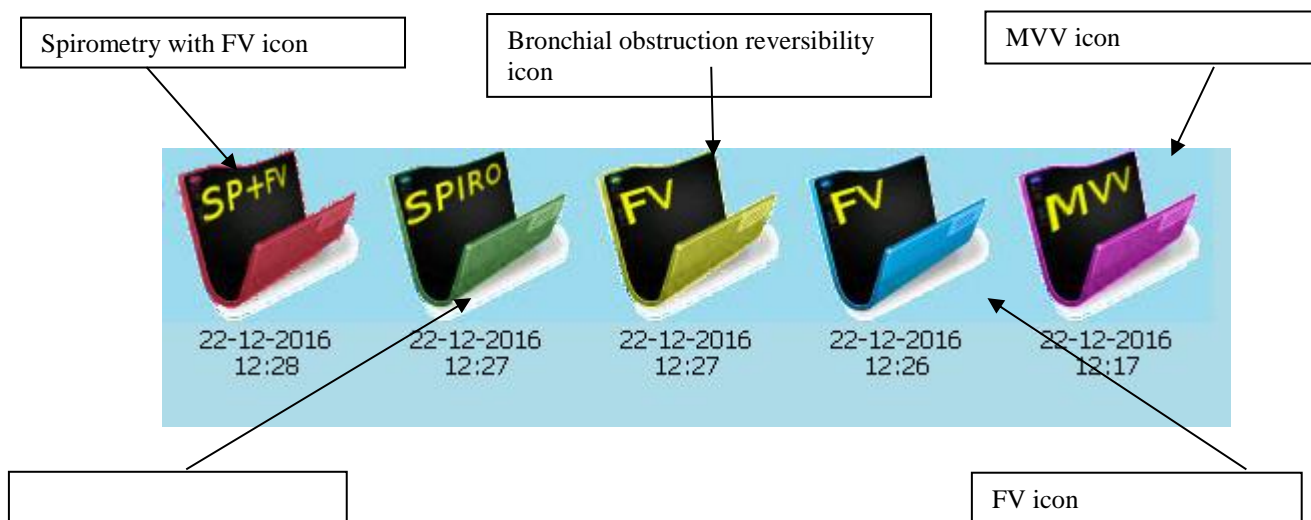 Spirometry with FV icon
Bronchial obstruction reversibility
icon
MVV icon
SP+FV
SPIRO
FV
FV
MVV
22-12-2016
12:28
22-12-2016
12:27
22-12-2016
12:27
22-12-2016
12:26
22-12-2016
12:17
FV icon